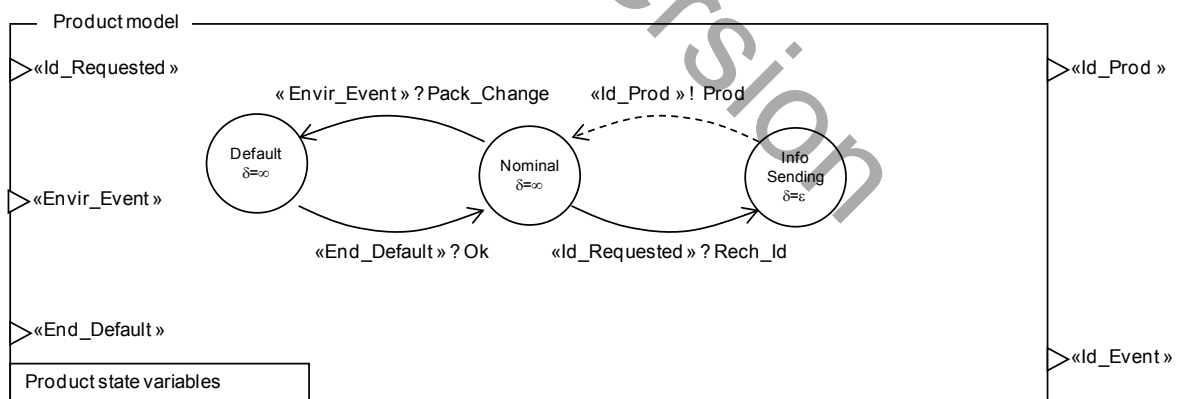 Product model
«Id_Requested»
«Id_Prod»
«Envir_Event» ? Pack_Change
«Id_Prod» ! Prod
Default
δ=∞
Nominal
δ=∞
Info
Sending
δ=ε
«Envir_Event»
«End_Default» ? Ok
«Id_Requested» ? Rech_Id
«End_Default»
«Id_Event»
Product state variables
ersion